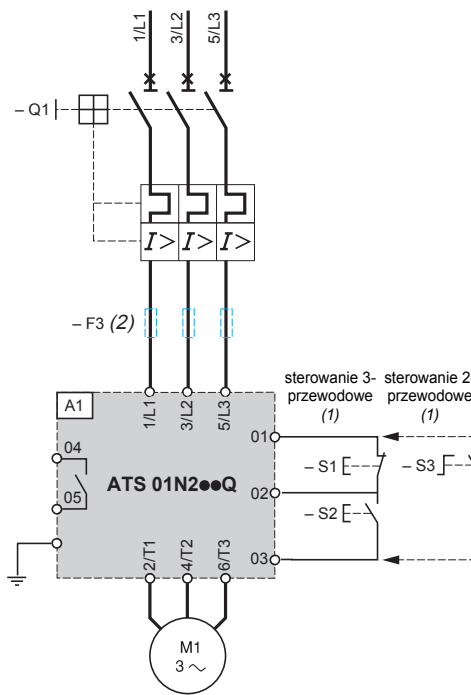 1/L1 3/L2 5/L3
– Q1
I> I> I>
– F3 (2)
sterowanie 3-przewodowe (1)
sterowanie 2
przewodowe
(1)
A1
1/L1 3/L2 5/L3
01
04
– S1
– S3
05
ATS 01N2●●Q
02
– S2
2/T1 4/T2 6/T3
03
M1
3 ~